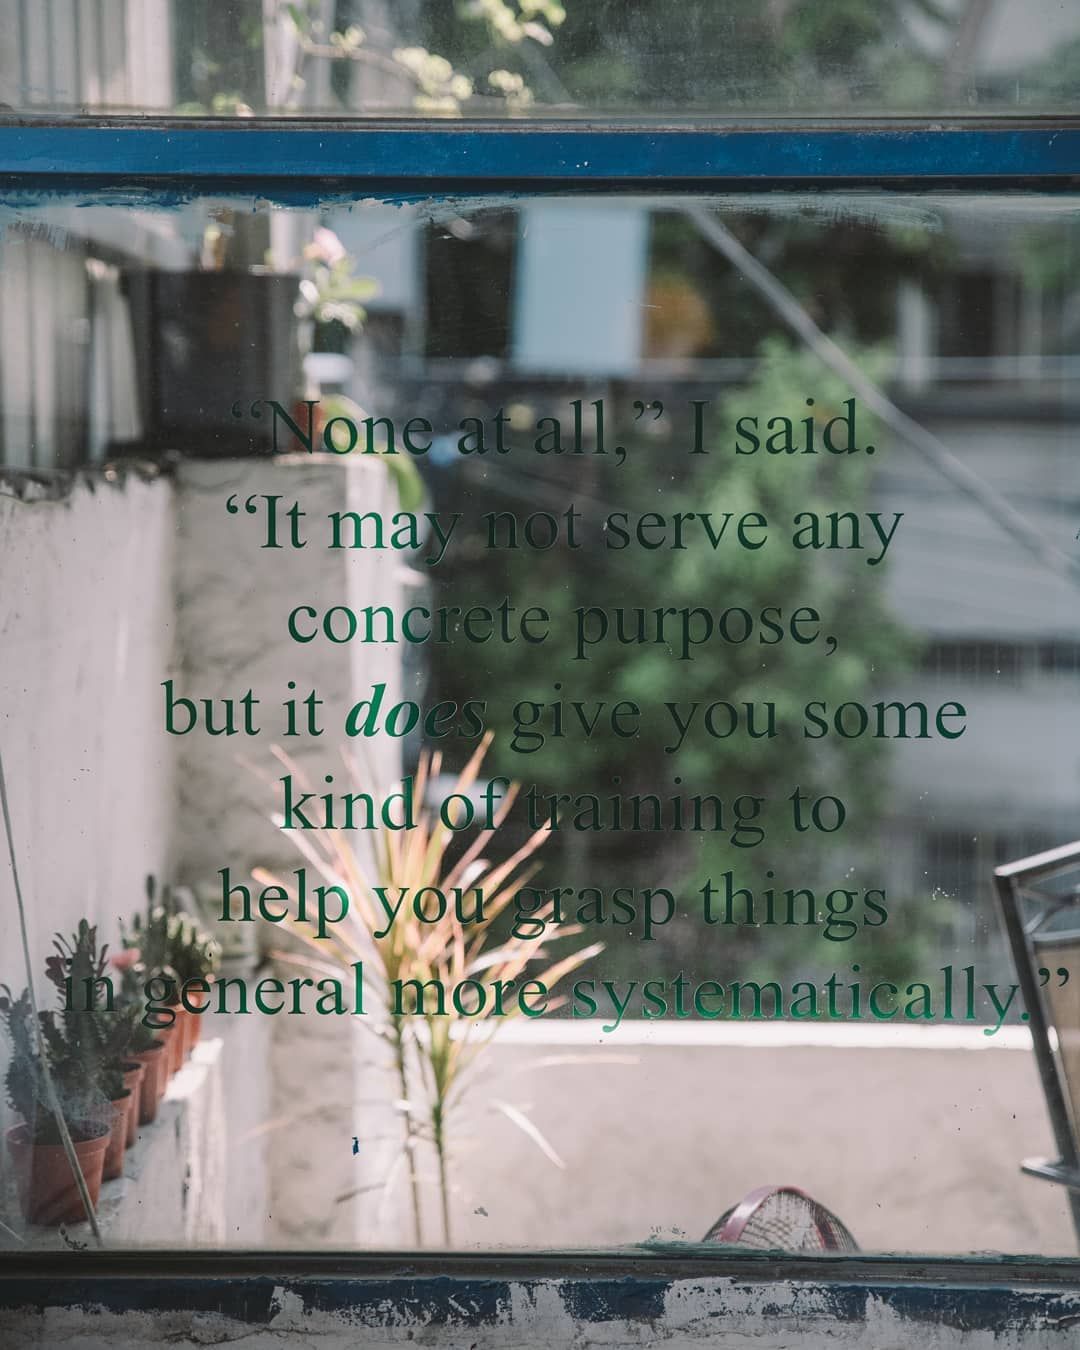 “None at all,” I said.
“It may not serve any
concrete purpose,
but it does give you some
kind of training to
help you grasp things
in general more systematically.”